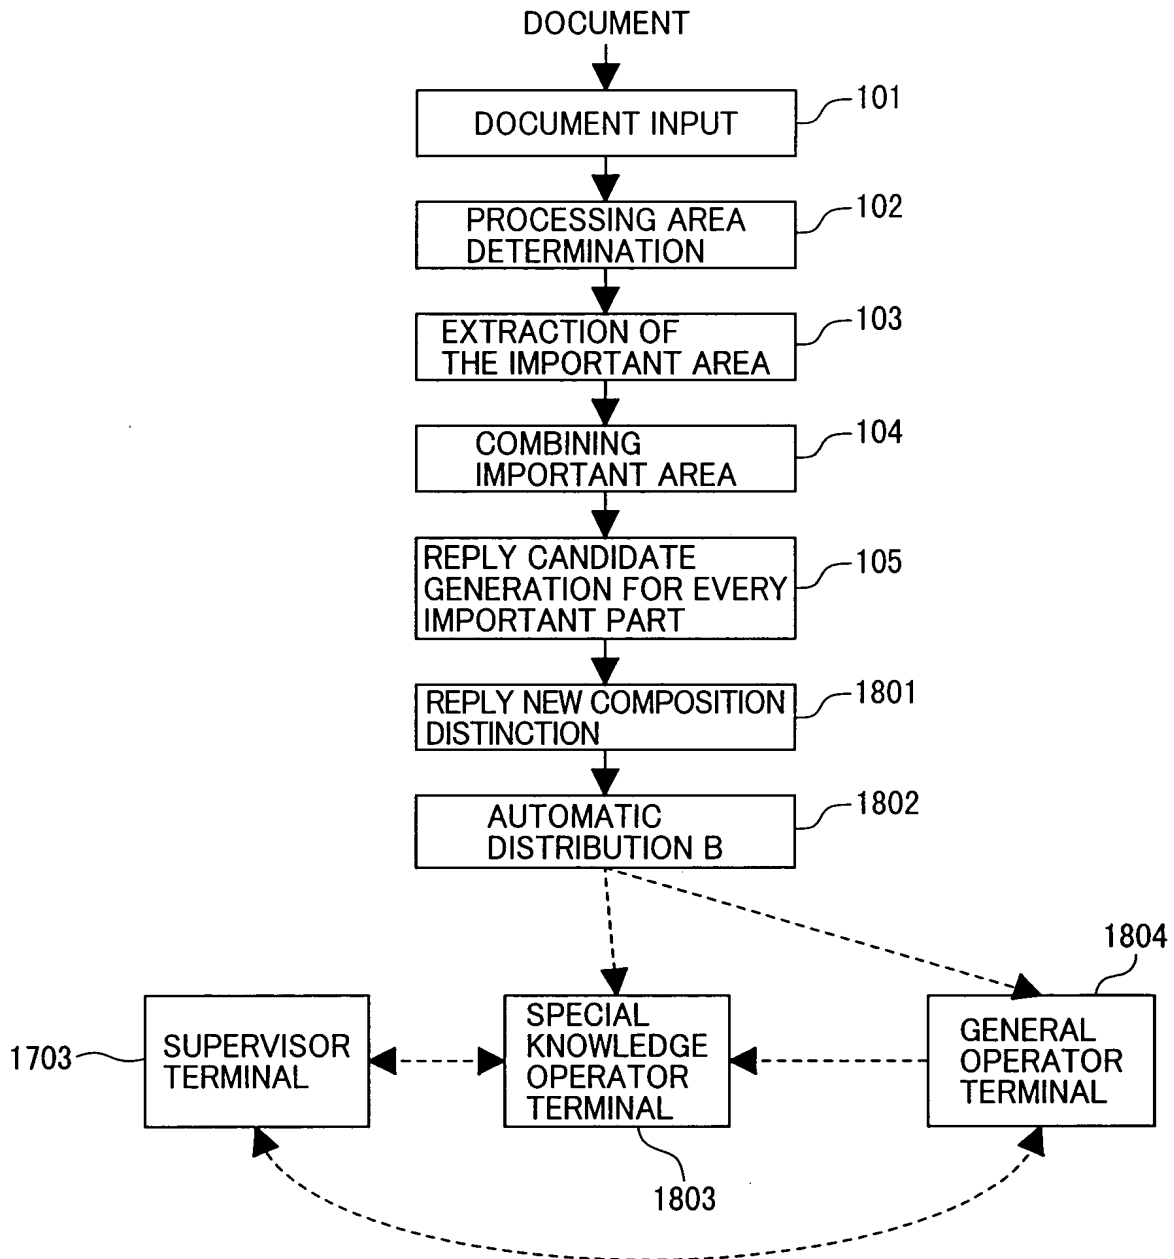 DOCUMENT
DOCUMENT INPUT
101
PROCESSING AREA
DETERMINATION
102
EXTRACTION OF
THE IMPORTANT AREA
103
COMBINING
IMPORTANT AREA
104
REPLY CANDIDATE
GENERATION FOR EVERY
IMPORTANT PART
105
REPLY NEW COMPOSITION
DISTINCTION
1801
AUTOMATIC
DISTRIBUTION B
1802
1703
SUPERVISOR
TERMINAL
SPECIAL
KNOWLEDGE
OPERATOR
TERMINAL
1803
GENERAL
OPERATOR
TERMINAL
1804